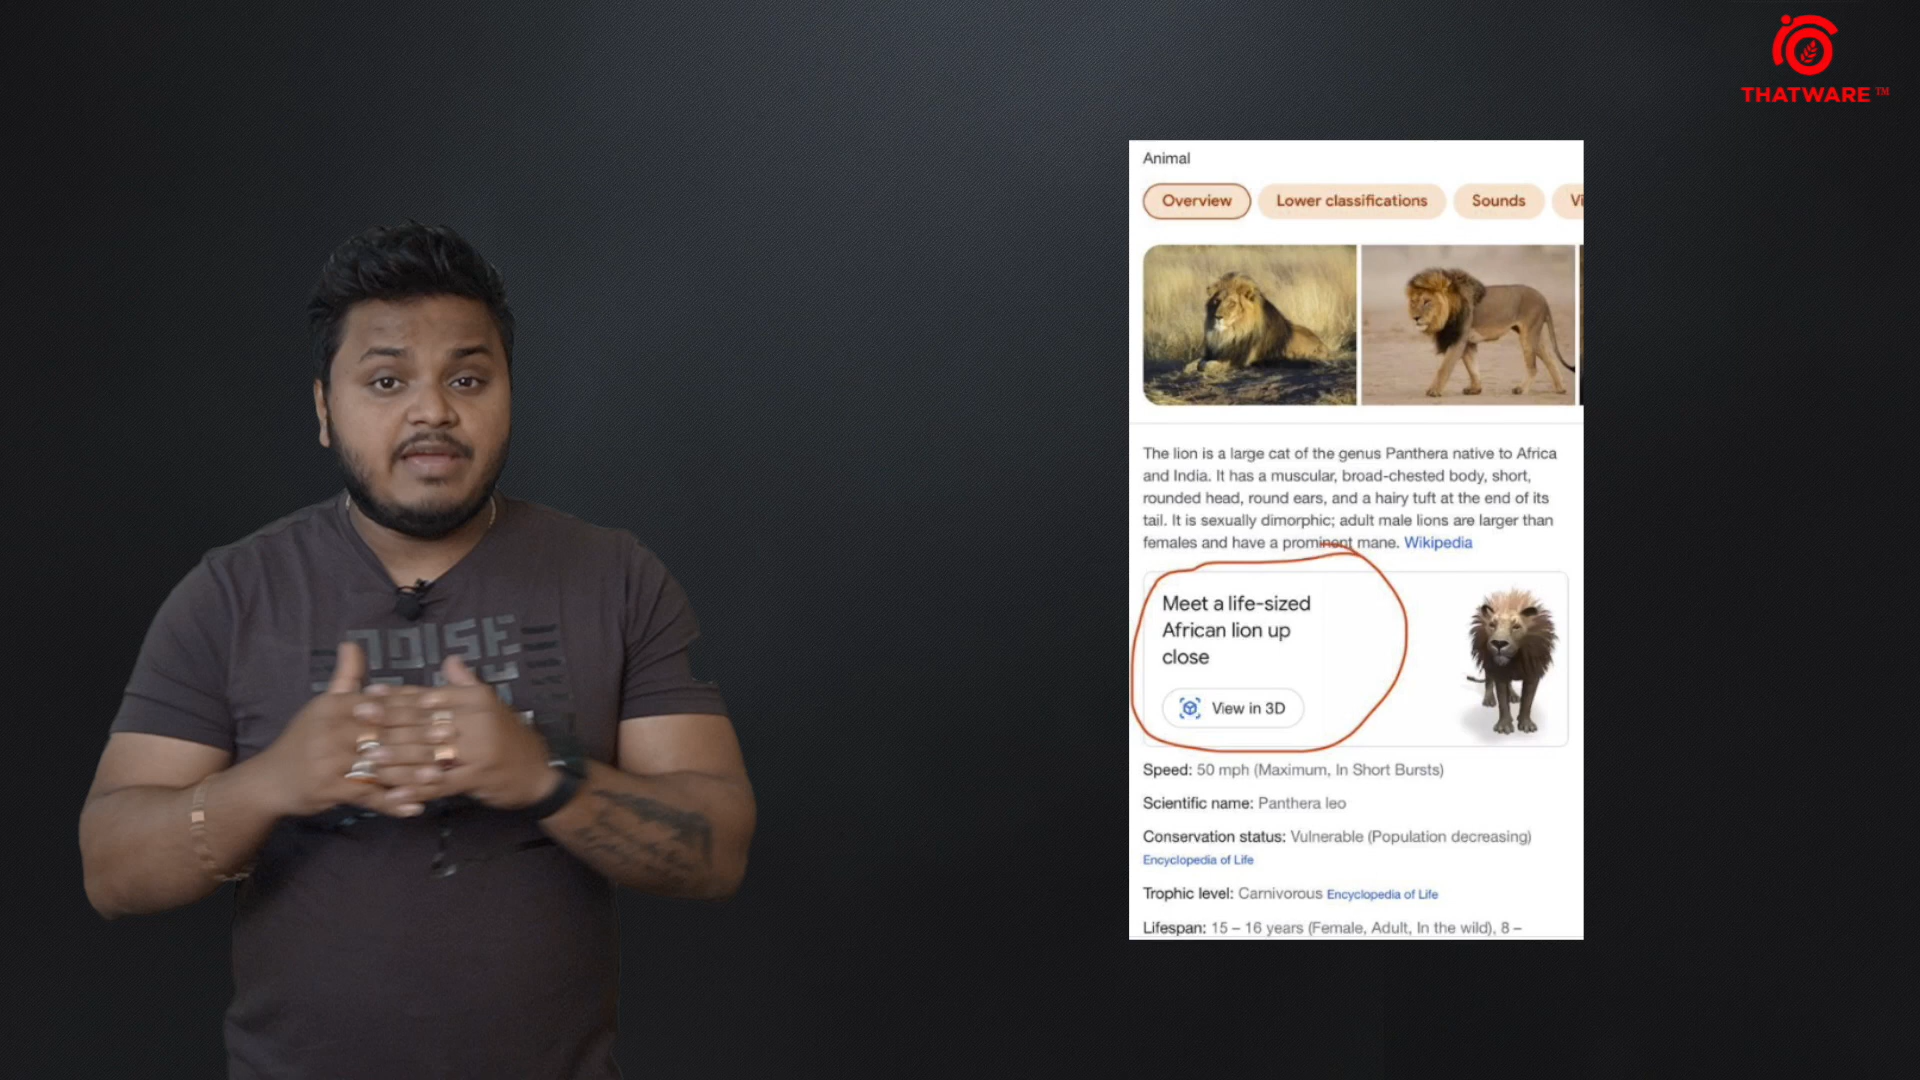 THATWARE™
Animal
Overview
Lower classifications
Sounds
Vi
The lion is a large cat of the genus Panthera native to Africa
and India. It has a muscular, broad-chested body, short,
rounded head, round ears, and a hairy tuft at the end of its
tail. It is sexually dimorphic; adult male lions are larger than
females and have a prominent mane. Wikipedia
Meet a life-sized
African lion up
close
View in 3D
Speed: 50 mph (Maximum, In Short Bursts)
Scientific name: Panthera leo
Conservation status: Vulnerable (Population decreasing)
Encyclopedia of Life
Trophic level: Carnivorous Encyclopedia of Life
Lifespan: 15 – 16 years (Female, Adult, In the wild), 8 –